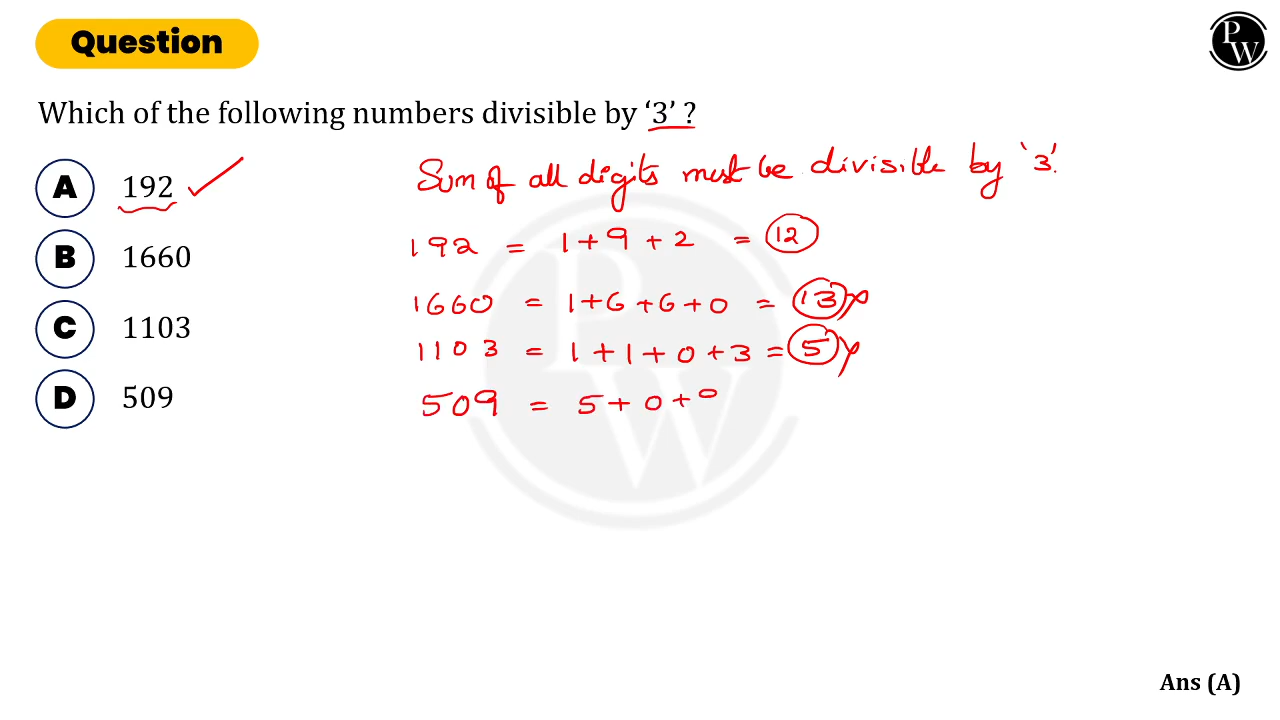 Question
PW
Which of the following numbers divisible by ‘3’ ?
Sum of all digits must be divisible by '3'.
A 192
192 = 1 + 9 + 2 = 12
B 1660
1660 = 1 + 6 + 6 + 0 = 13 x
C 1103
1103 = 1 + 1 + 0 + 3 = 5 x
D 509
509 = 5 + 0 +
PW
Ans (A)